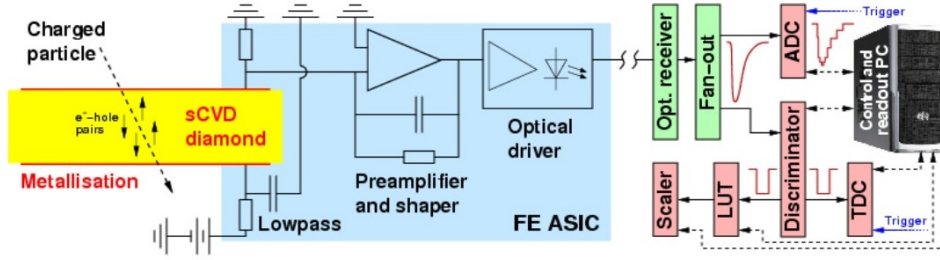 Charged
particle
e⁻-hole
pairs
sCVD
diamond
Metallisation
Lowpass
Preamplifier
and shaper
Optical
driver
FE ASIC
Opt. receiver
Fan-out
ADC
Trigger
Control and
readout PC
Discriminator
Scaler
LUT
TDC
Trigger